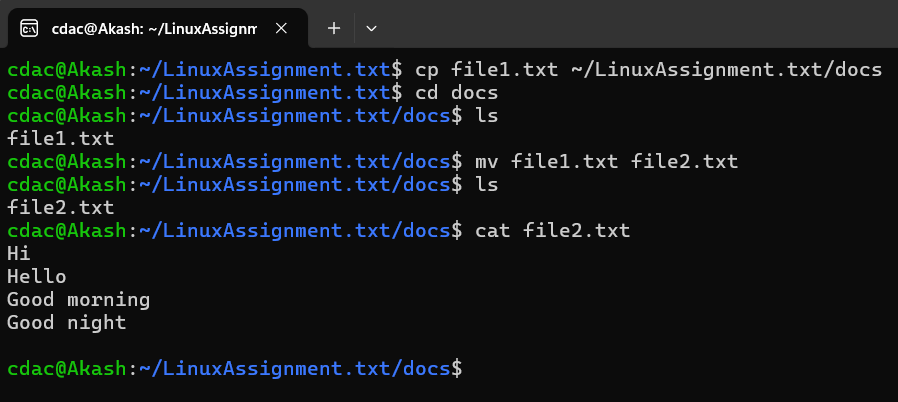 cdac@Akash: ~/LinuxAssignm
cdac@Akash:~/LinuxAssignment.txt$ cp file1.txt ~/LinuxAssignment.txt/docs
cdac@Akash:~/LinuxAssignment.txt$ cd docs
cdac@Akash:~/LinuxAssignment.txt/docs$ ls
file1.txt
cdac@Akash:~/LinuxAssignment.txt/docs$ mv file1.txt file2.txt
cdac@Akash:~/LinuxAssignment.txt/docs$ ls
file2.txt
cdac@Akash:~/LinuxAssignment.txt/docs$ cat file2.txt
Hi
Hello
Good morning
Good night
cdac@Akash:~/LinuxAssignment.txt/docs$